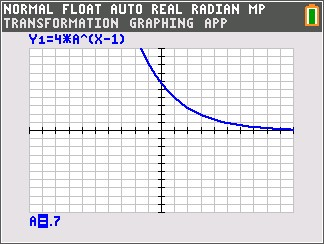 NORMAL FLOAT AUTO REAL RADIAN MP
TRANSFORMATION GRAPHING APP
Y1=4*A^(X-1)
A=.7